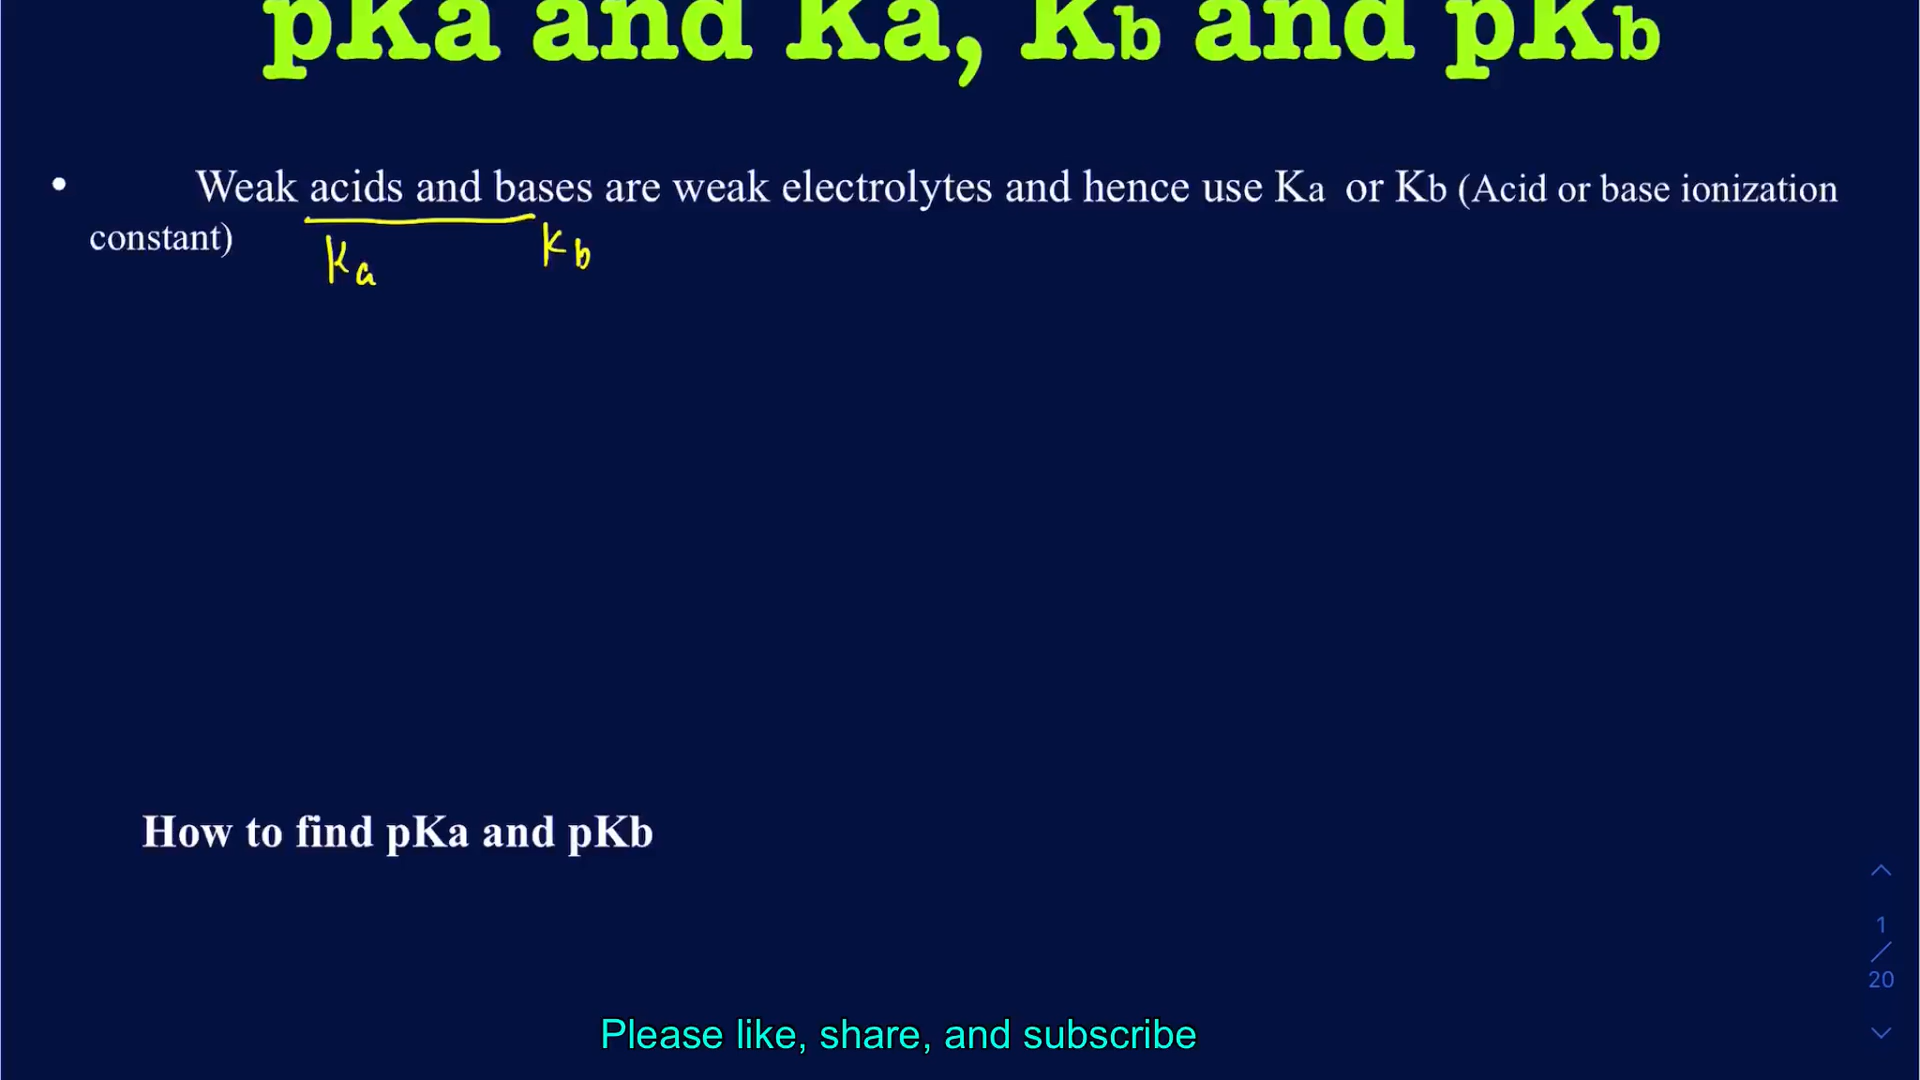 pKa and Ka, Kb and pKb
• Weak acids and bases are weak electrolytes and hence use Ka or Kb (Acid or base ionization
constant)
Ka Kb
How to find pKa and pKb
1
/
20
Please like, share, and subscribe